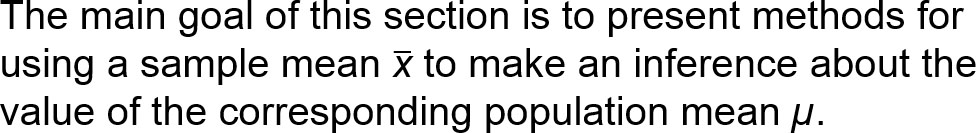 The main goal of this section is to present methods for
using a sample mean x̅ to make an inference about the
value of the corresponding population mean μ.